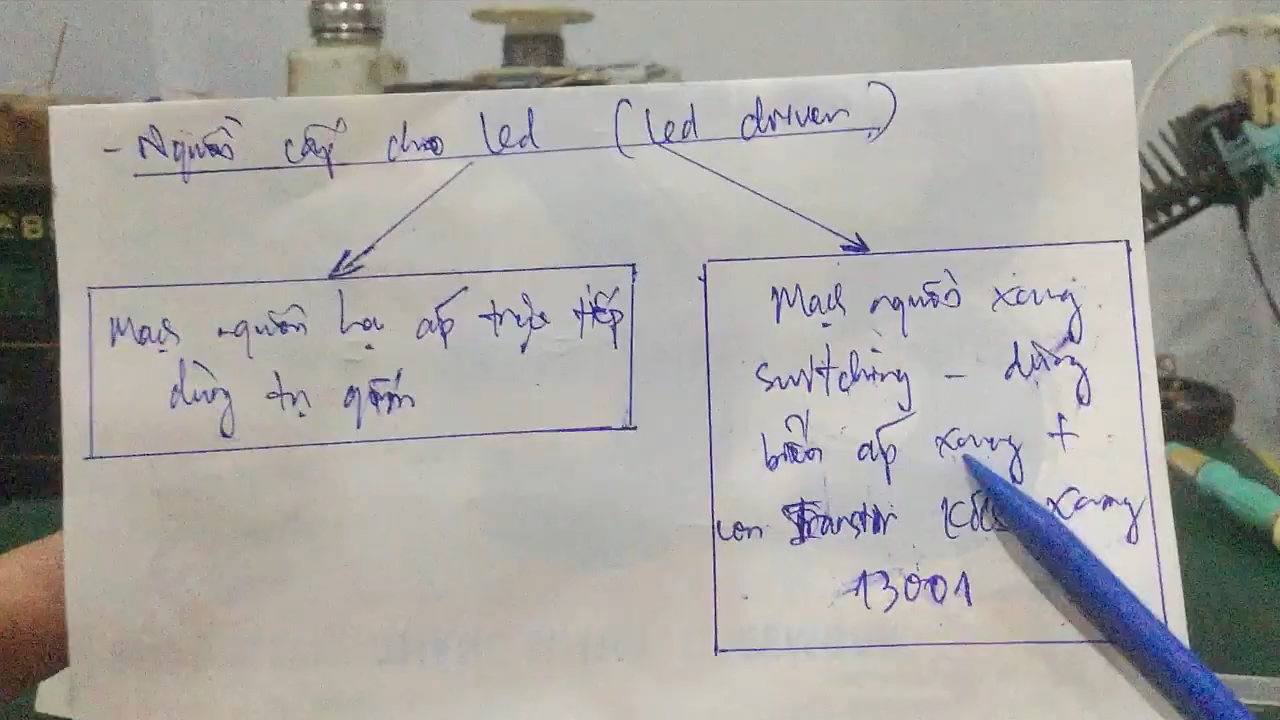 - Nguồn cấp cho led (led driver)
Mạch nguồn hạ áp trực tiếp
dùng tụ gốm
Mạch nguồn xung
switching - dùng
biến áp xung +
con Transistor kích xung
13001